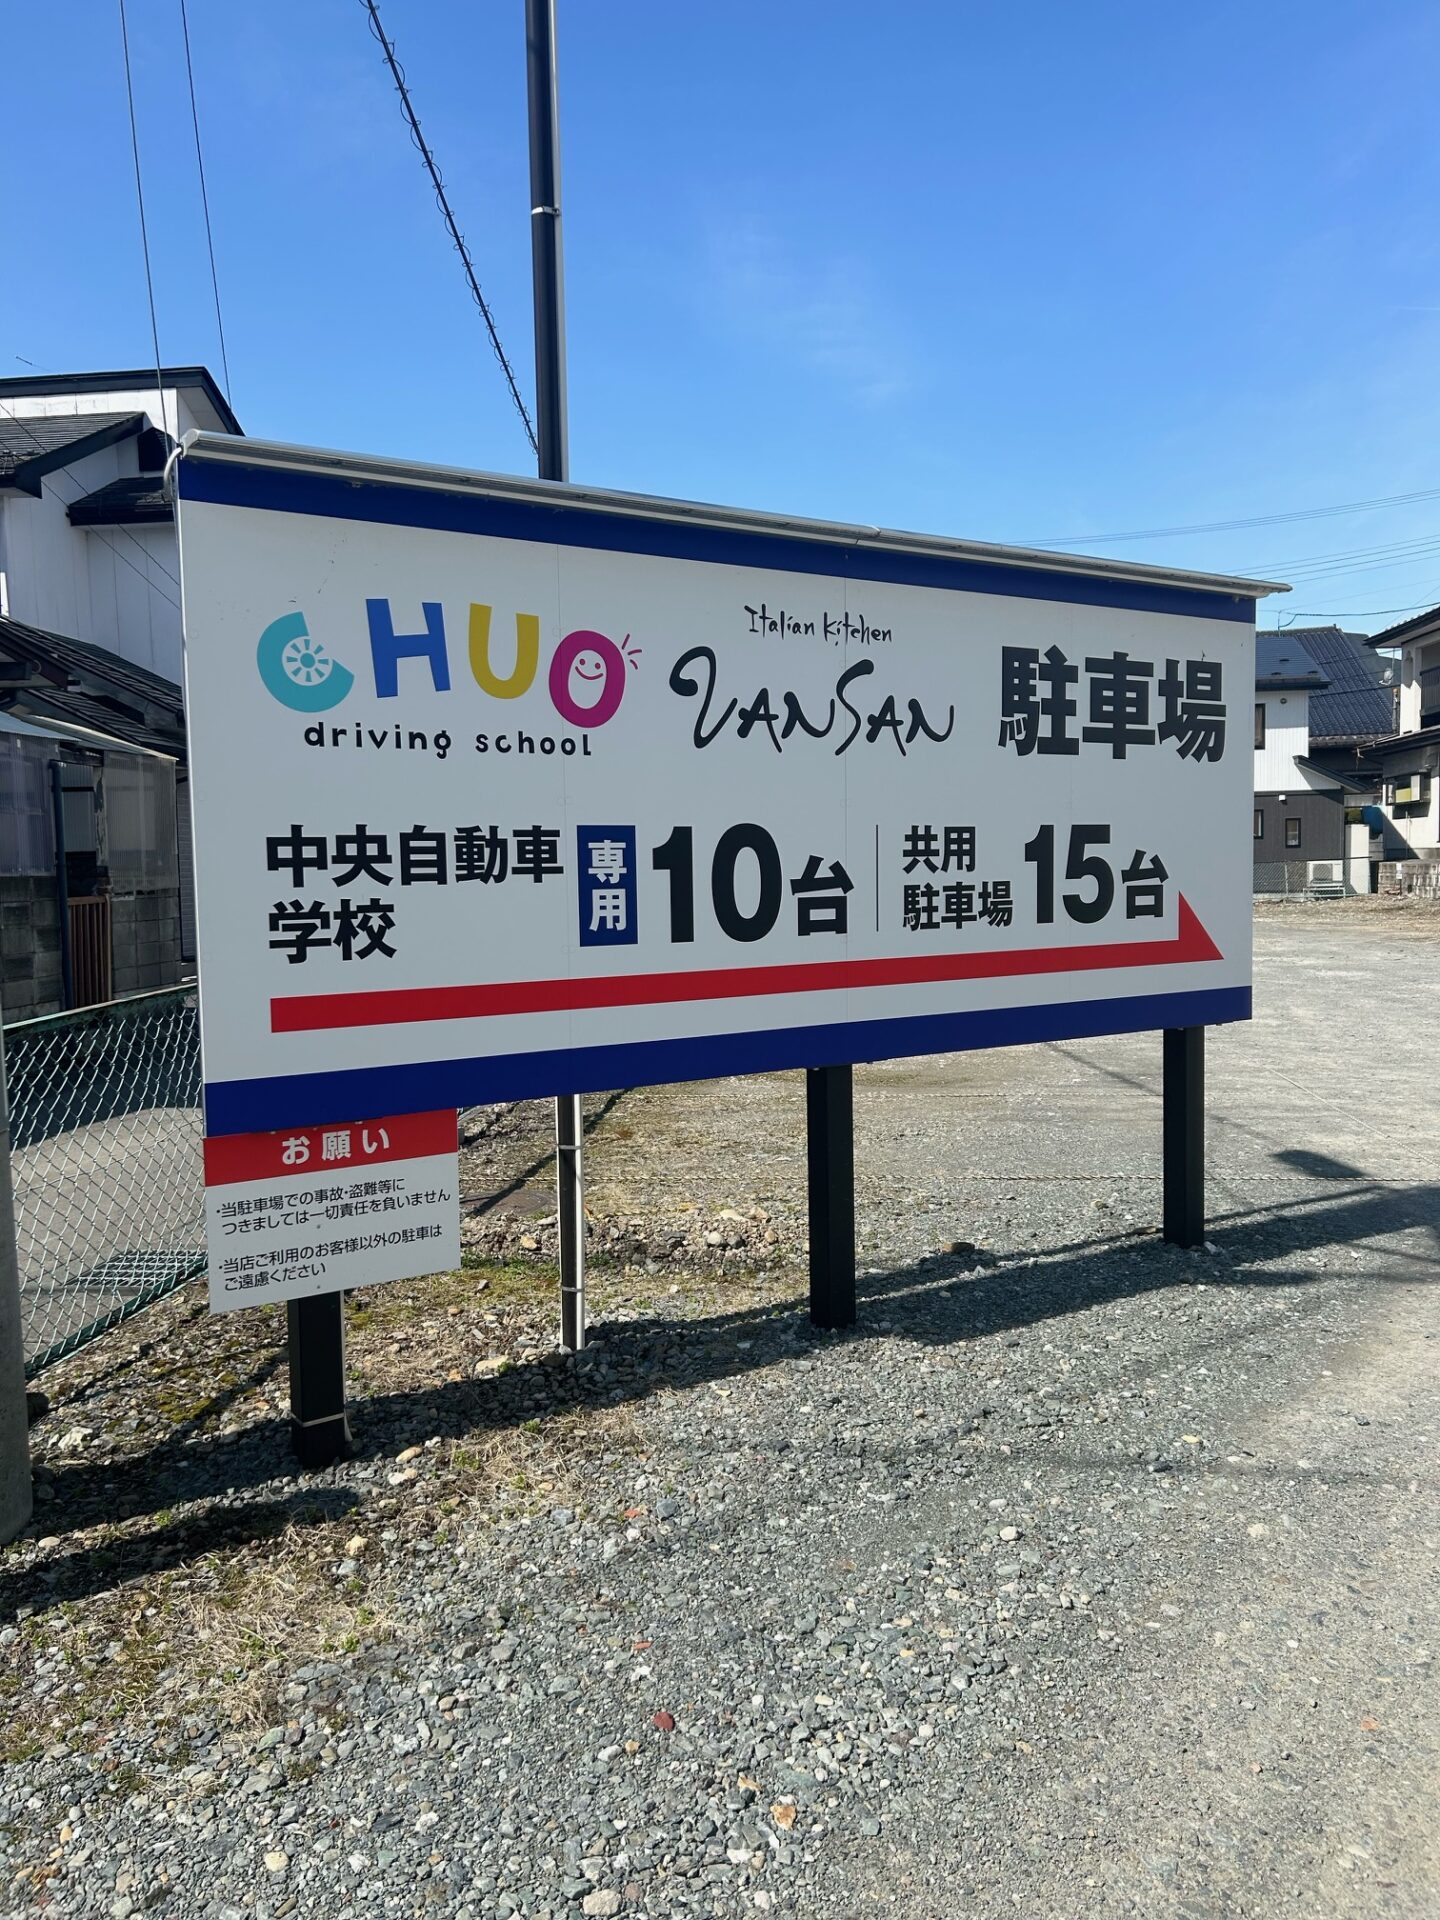 CHUO
driving school
Italian Kitchen
VANSAN
駐車場
中央自動車
学校
専用
10台
共用
駐車場
15台
お願い
・当駐車場での事故・盗難等に
つきましては一切責任を負いません
・当店ご利用のお客様以外の駐車は
ご遠慮ください